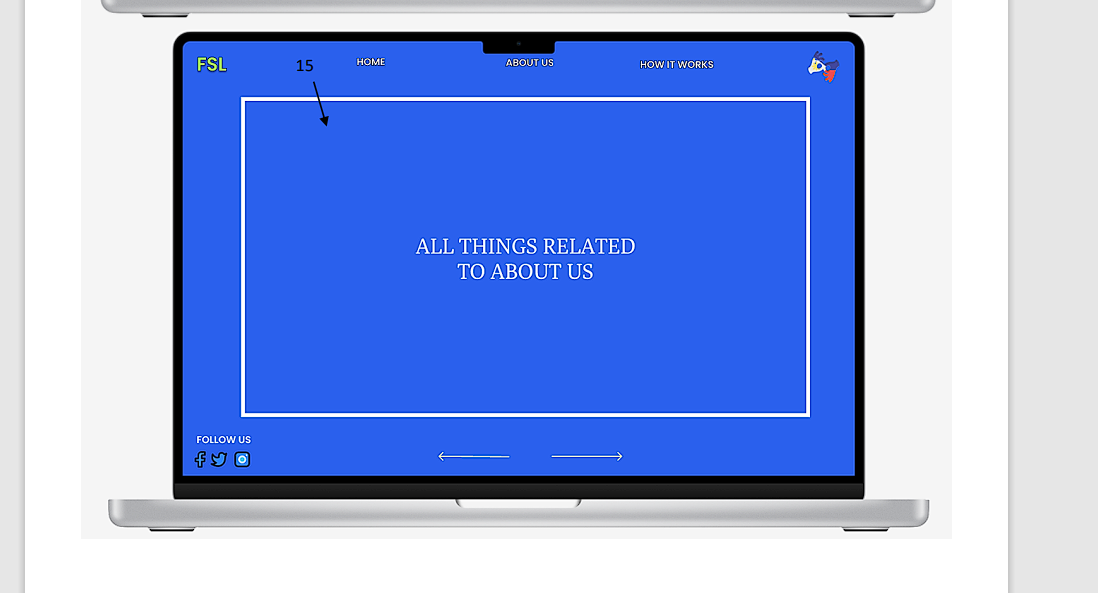 FSL
15
HOME
ABOUT US
HOW IT WORKS
ALL THINGS RELATED
TO ABOUT US
FOLLOW US